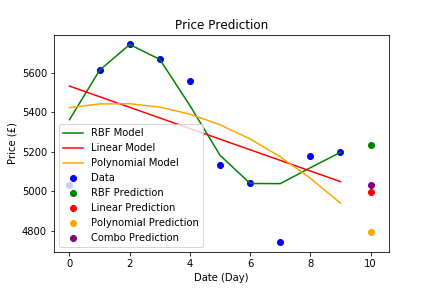 Price Prediction
Price (£)
5600
5400
5200
5000
4800
RBF Model
Linear Model
Polynomial Model
Data
RBF Prediction
Linear Prediction
Polynomial Prediction
Combo Prediction
0
2
4
6
8
10
Date (Day)